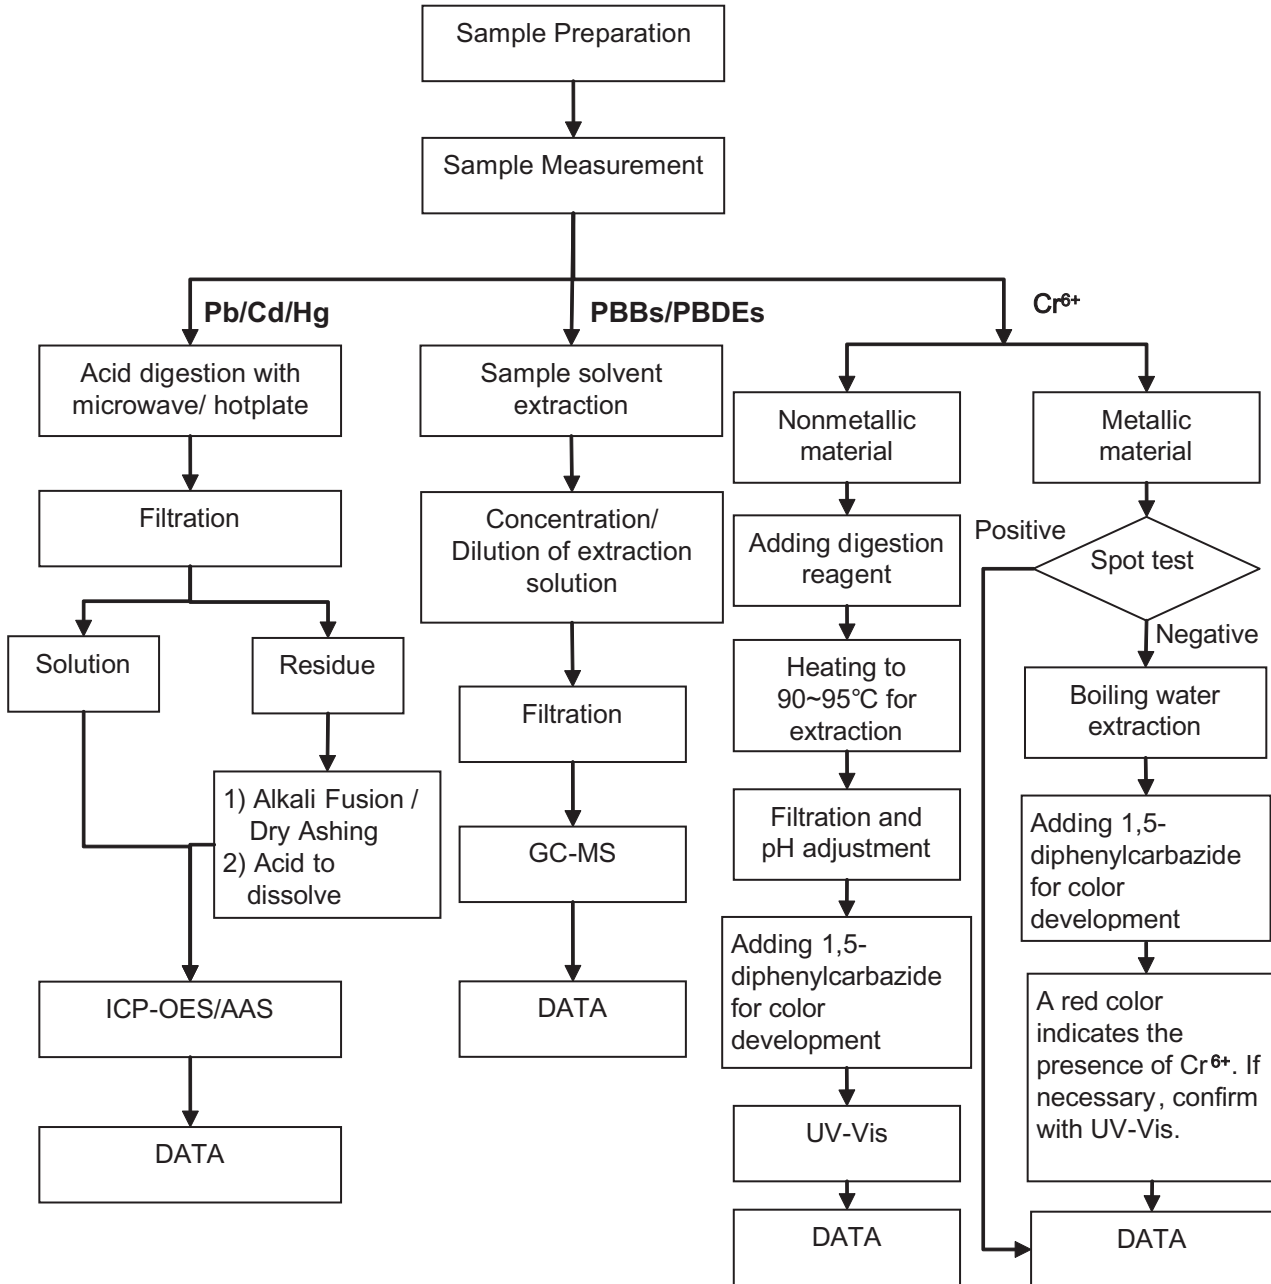 Sample Preparation
Sample Measurement
Pb/Cd/Hg
PBBs/PBDEs
Cr⁶⁺
Acid digestion with
microwave/ hotplate
Filtration
Solution
Residue
1) Alkali Fusion /
Dry Ashing
2) Acid to
dissolve
ICP-OES/AAS
DATA
Sample solvent
extraction
Concentration/
Dilution of extraction
solution
Filtration
GC-MS
DATA
Nonmetallic
material
Adding digestion
reagent
Heating to
90~95℃ for
extraction
Filtration and
pH adjustment
Adding 1,5-
diphenylcarbazide
for color
development
UV-Vis
DATA
Metallic
material
Positive
Spot test
Negative
Boiling water
extraction
Adding 1,5-
diphenylcarbazide
for color
development
A red color
indicates the
presence of Cr⁶⁺. If
necessary, confirm
with UV-Vis.
DATA